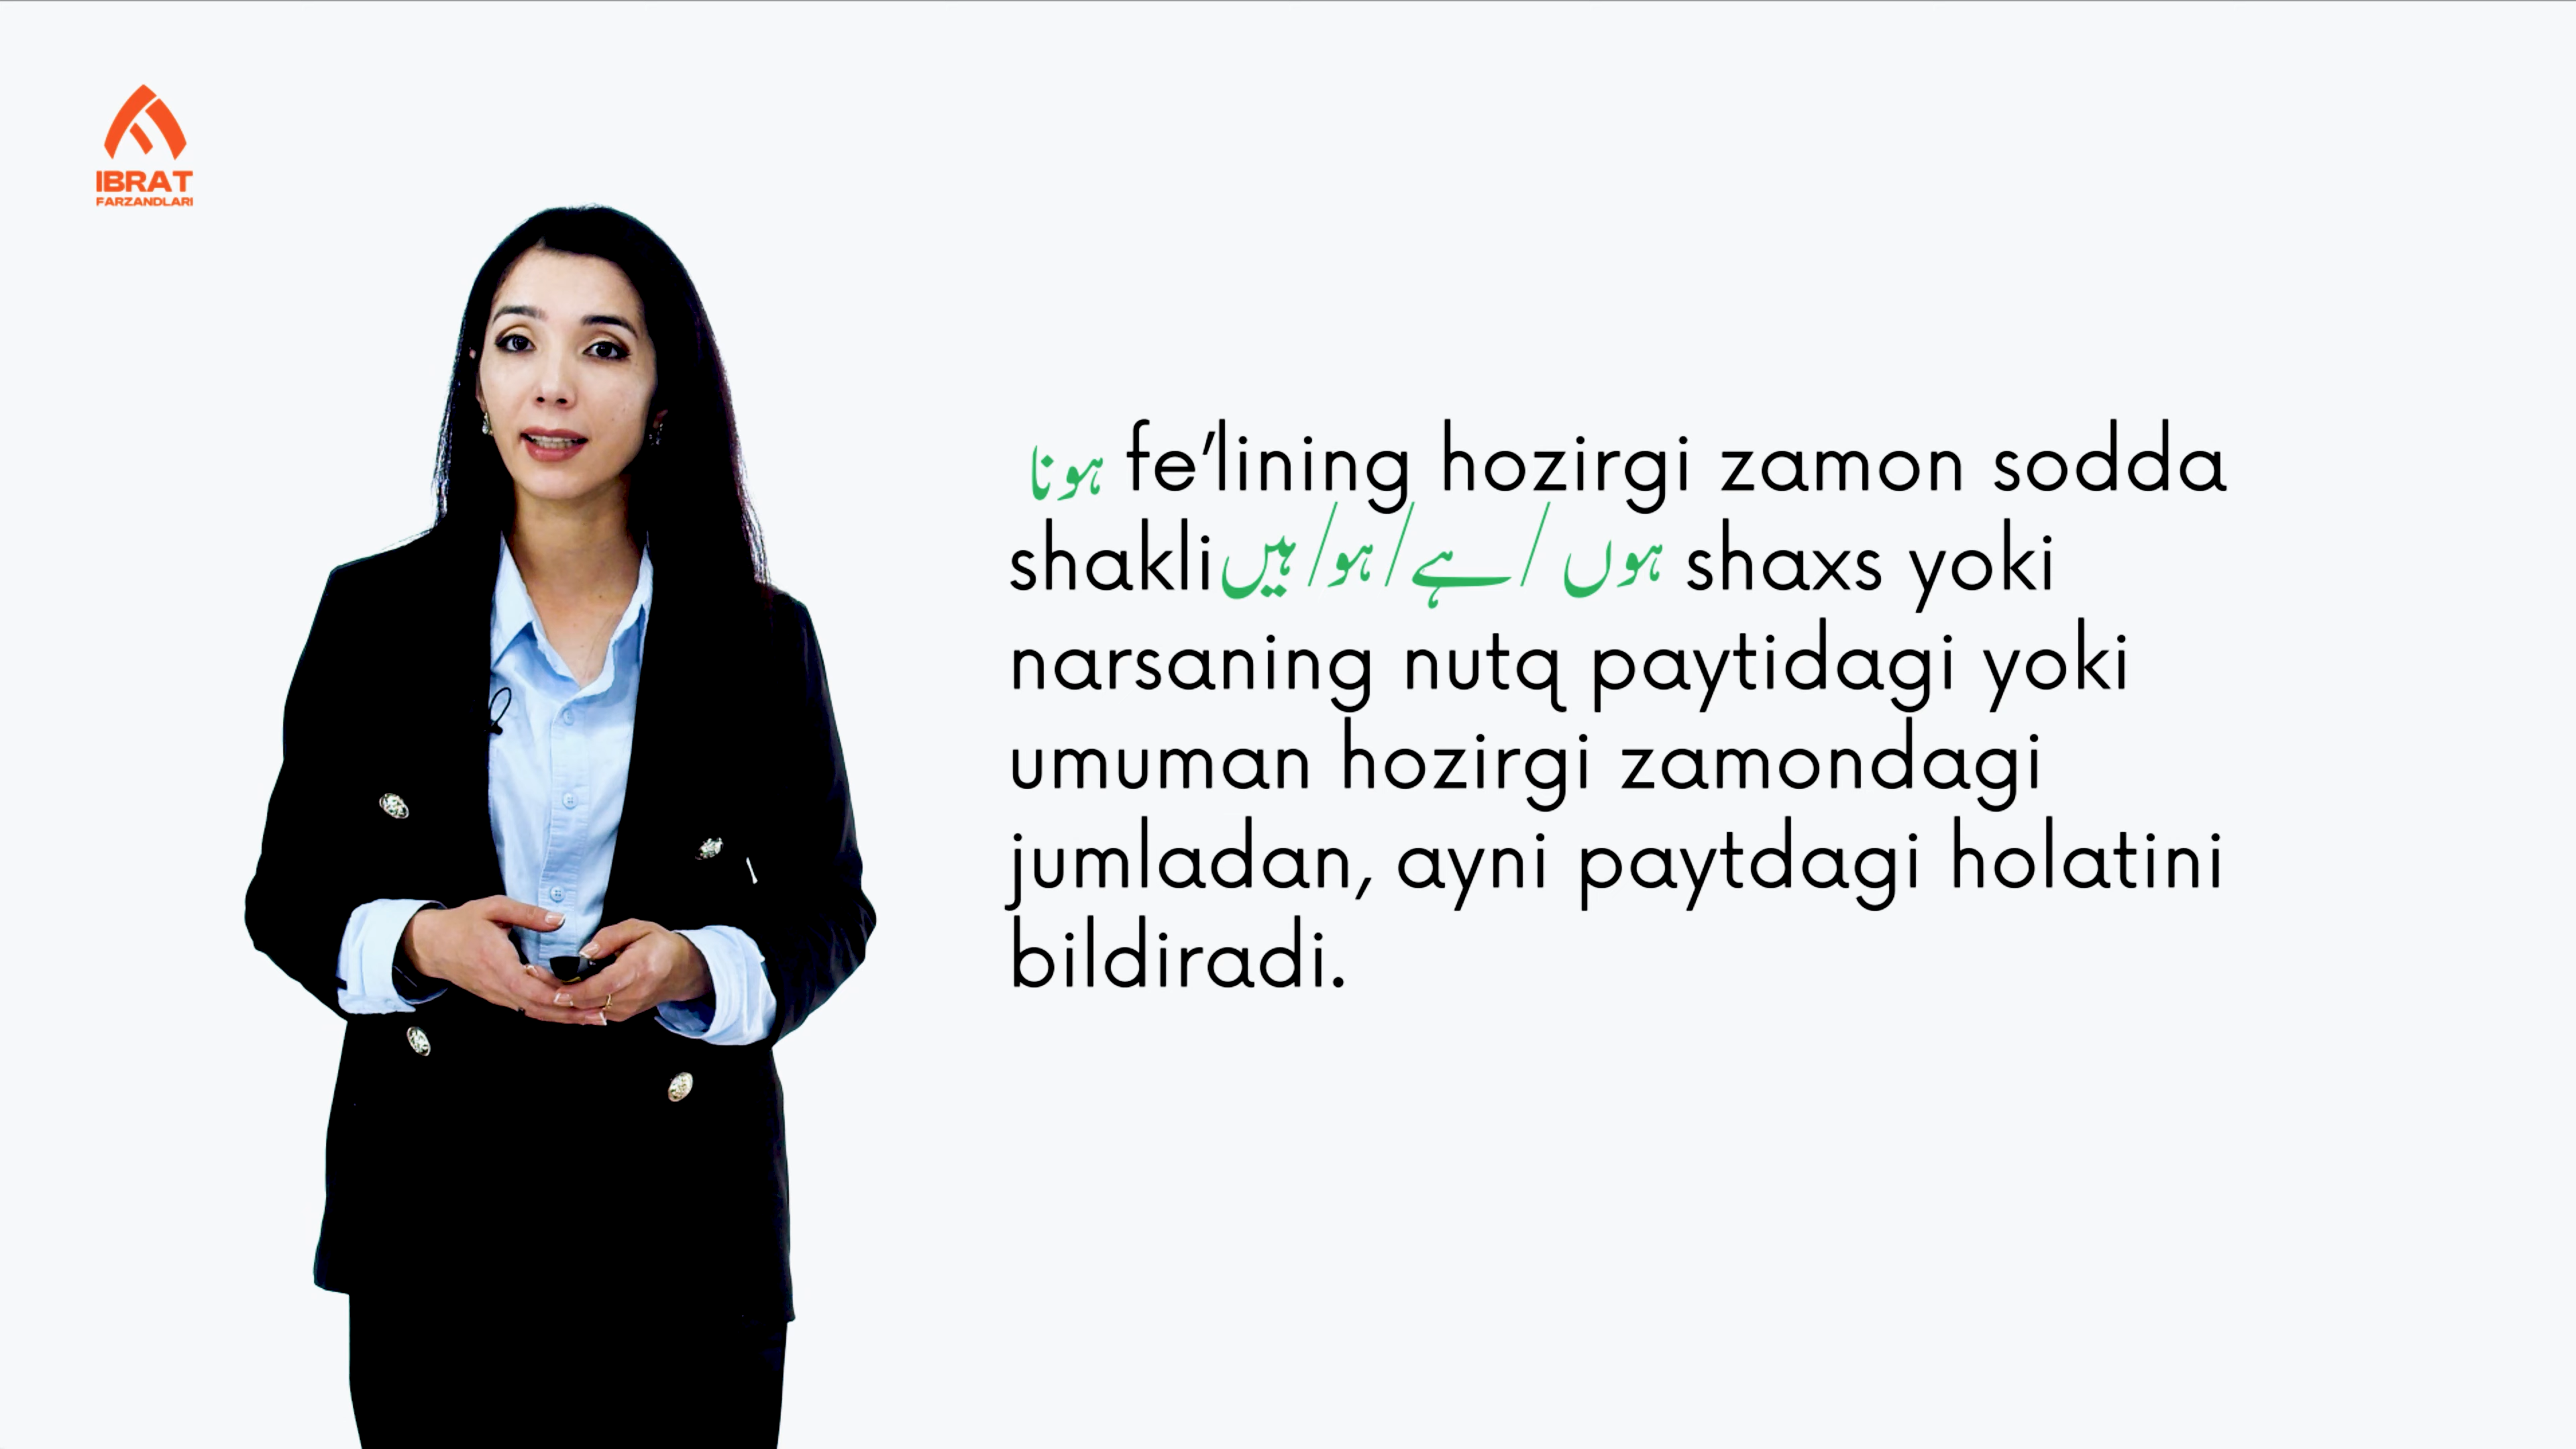 IBRAT
FARZANDLARI
ہونا fe’lining hozirgi zamon sodda
shakli ہوں / ہے / ہو / ہیں shaxs yoki
narsaning nutq paytidagi yoki
umuman hozirgi zamondagi
jumladan, ayni paytdagi holatini
bildiradi.